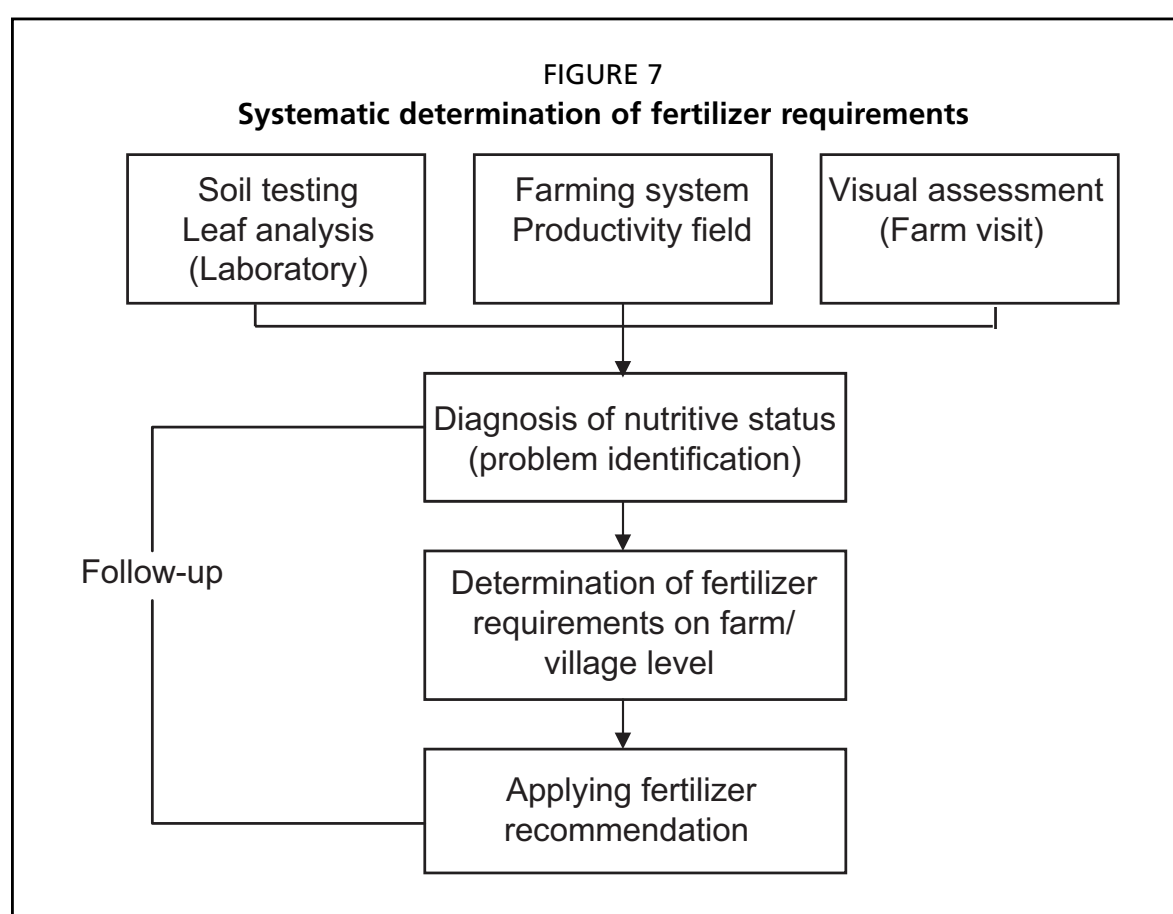 FIGURE 7
Systematic determination of fertilizer requirements
Soil testing
Leaf analysis
(Laboratory)
Farming system
Productivity field
Visual assessment
(Farm visit)
Diagnosis of nutritive status
(problem identification)
Follow-up
Determination of fertilizer
requirements on farm/
village level
Applying fertilizer
recommendation